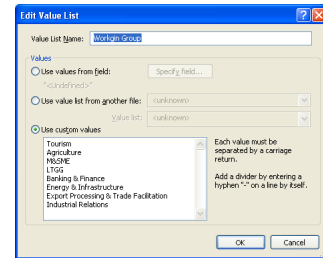 Edit Value List
Value List Name: Workgin Group
Values
Use values from field: Specify field...
"<Undefined>"
Use value list from another file: <unknown>
Value list: <unknown>
Use custom values
Tourism
Agriculture
M&SME
LTGG
Banking & Finance
Energy & Infrastructure
Export Processing & Trade Facilitation
Industrial Relations
Each value must be
separated by a carriage
return.
Add a divider by entering a
hyphen "-" on a line by itself.
OK Cancel